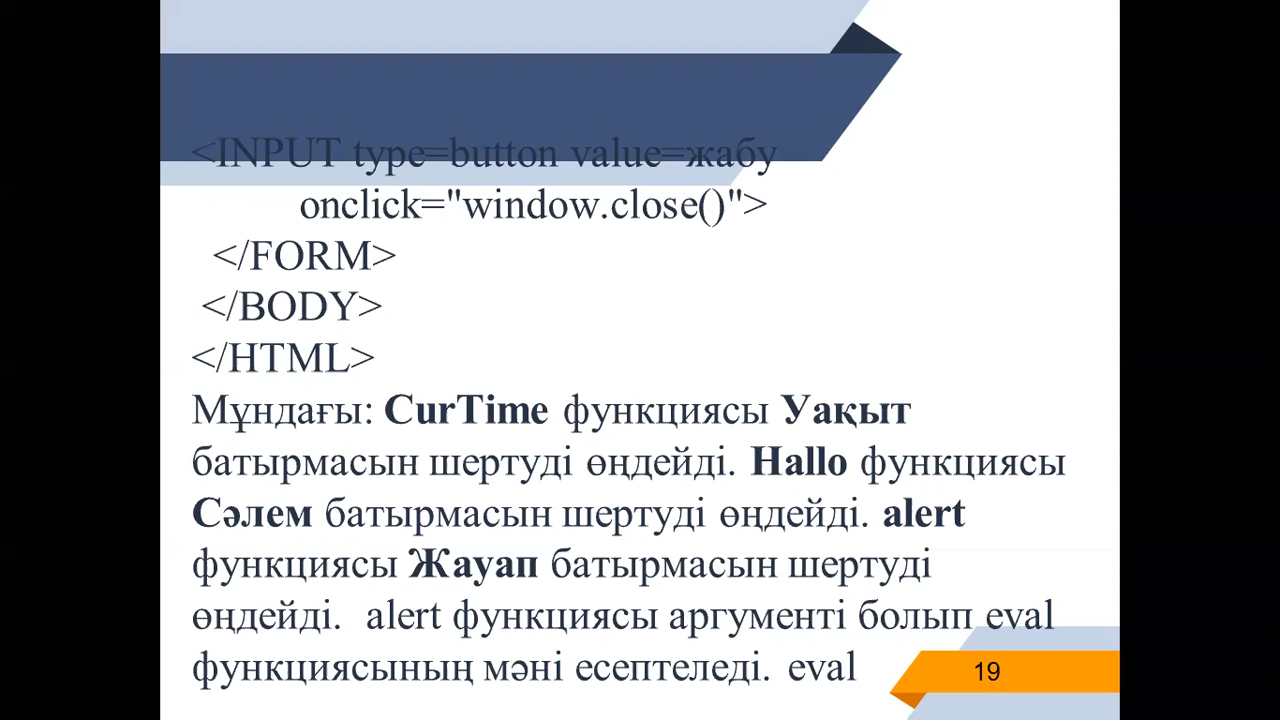 <INPUT type=button value=жабу
onclick="window.close()">
</FORM>
</BODY>
</HTML>
Мұндағы: CurTime функциясы Уақыт
батырмасын шертуді өңдейді. Hallo функциясы
Сәлем батырмасын шертуді өңдейді. alert
функциясы Жауап батырмасын шертуді
өңдейді. alert функциясы аргументі болып eval
функциясының мәні есептеледі. eval
19